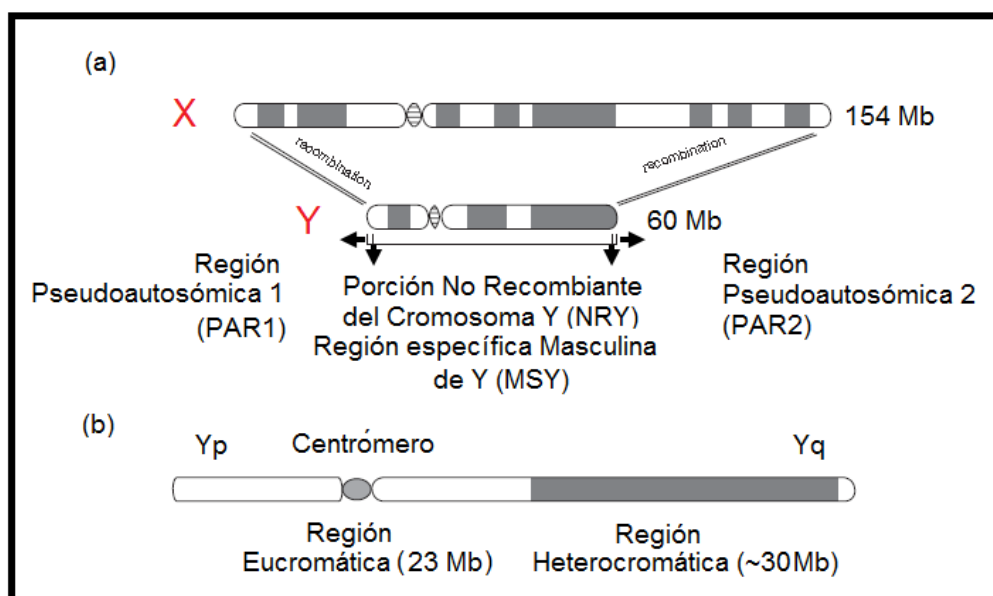 (a)
X
154 Mb
recombination
recombination
Y
60 Mb
Región
Pseudoautosómica 1
(PAR1)
Porción No Recombiante
del Cromosoma Y (NRY)
Región específica Masculina
de Y (MSY)
Región
Pseudoautosómica 2
(PAR2)
(b)
Yp
Centrómero
Yq
Región
Eucromática (23 Mb)
Región
Heterocromática (~30Mb)